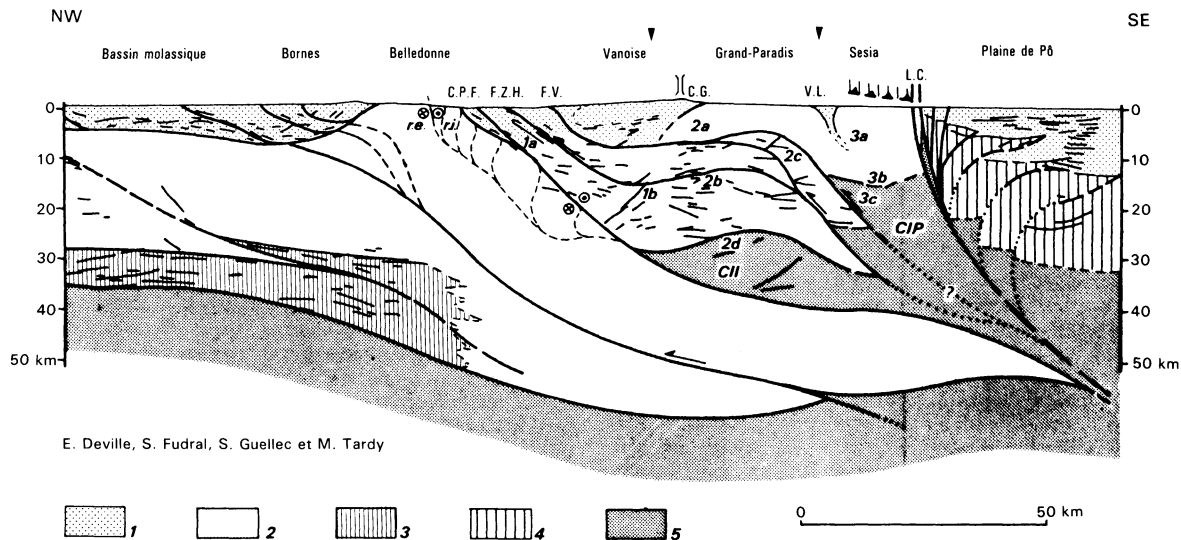 NW SE
Bassin molassique Bornes Belledonne Vanoise Grand-Paradis Sesia Plaine de Pô
C.P.F. F.Z.H. F.V. C.G. V.L. L.C.
0 0
r.e r.i 1a 2a 3a
10 2c 10
1b 2b 3b
20 3c 20
CIP
30 2d 30
CII
40 ? 40
50 km 50 km
E. Deville, S. Fudral, S. Guellec et M. Tardy
1 2 3 4 5
0 50 km